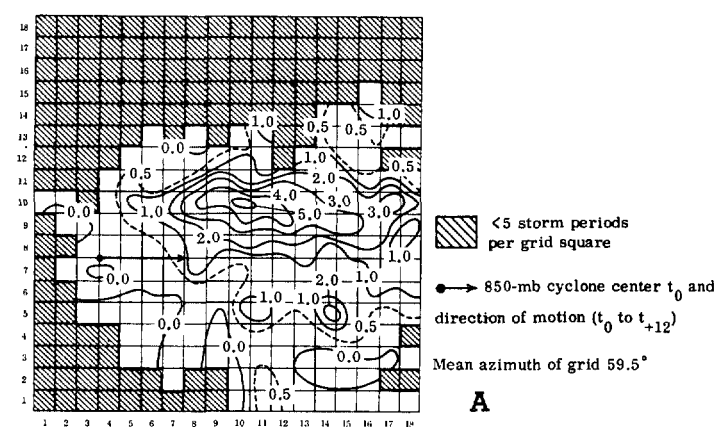 18
17
16
15
14 1.0 1.0
13 0.5 0.5
12 0.0 1.0
11 0.5 2.0 0.5
10 0.0 1.0 4.0 5.0 3.0 3.0
9
8 2.0 1.0
7 0.0 2.0 1.0
6 1.0 1.0
5 0.0 0.5
4 0.0 0.0
3
2
1 0.5
1 2 3 4 5 6 7 8 9 10 11 12 13 14 15 16 17 18
<5 storm periods
per grid square
850-mb cyclone center t0 and
direction of motion (t0 to t+12)
Mean azimuth of grid 59.5°
A